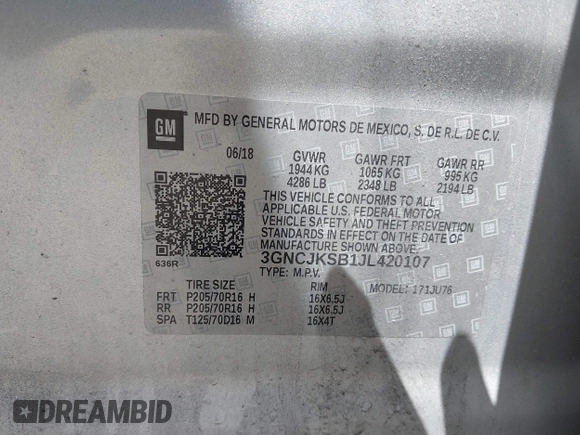 GM
MFD BY GENERAL MOTORS DE MEXICO, S. DE R.L. DE C.V.
06/18 GVWR GAWR FRT GAWR RR
1944 KG 1065 KG 995 KG
4286 LB 2348 LB 2194 LB
THIS VEHICLE CONFORMS TO ALL
APPLICABLE U.S. FEDERAL MOTOR
VEHICLE SAFETY AND THEFT PREVENTION
STANDARDS IN EFFECT ON THE DATE
OF MANUFACTURE SHOWN ABOVE.
636R 3GNCJKSB1JL420107
TYPE: M.P.V. MODEL: 171JU76
TIRE SIZE RIM
FRT P205/70R16 H 16X6.5J
RR P205/70R16 H 16X6.5J
SPA T125/70D16 M 16X4T
DREAMBID